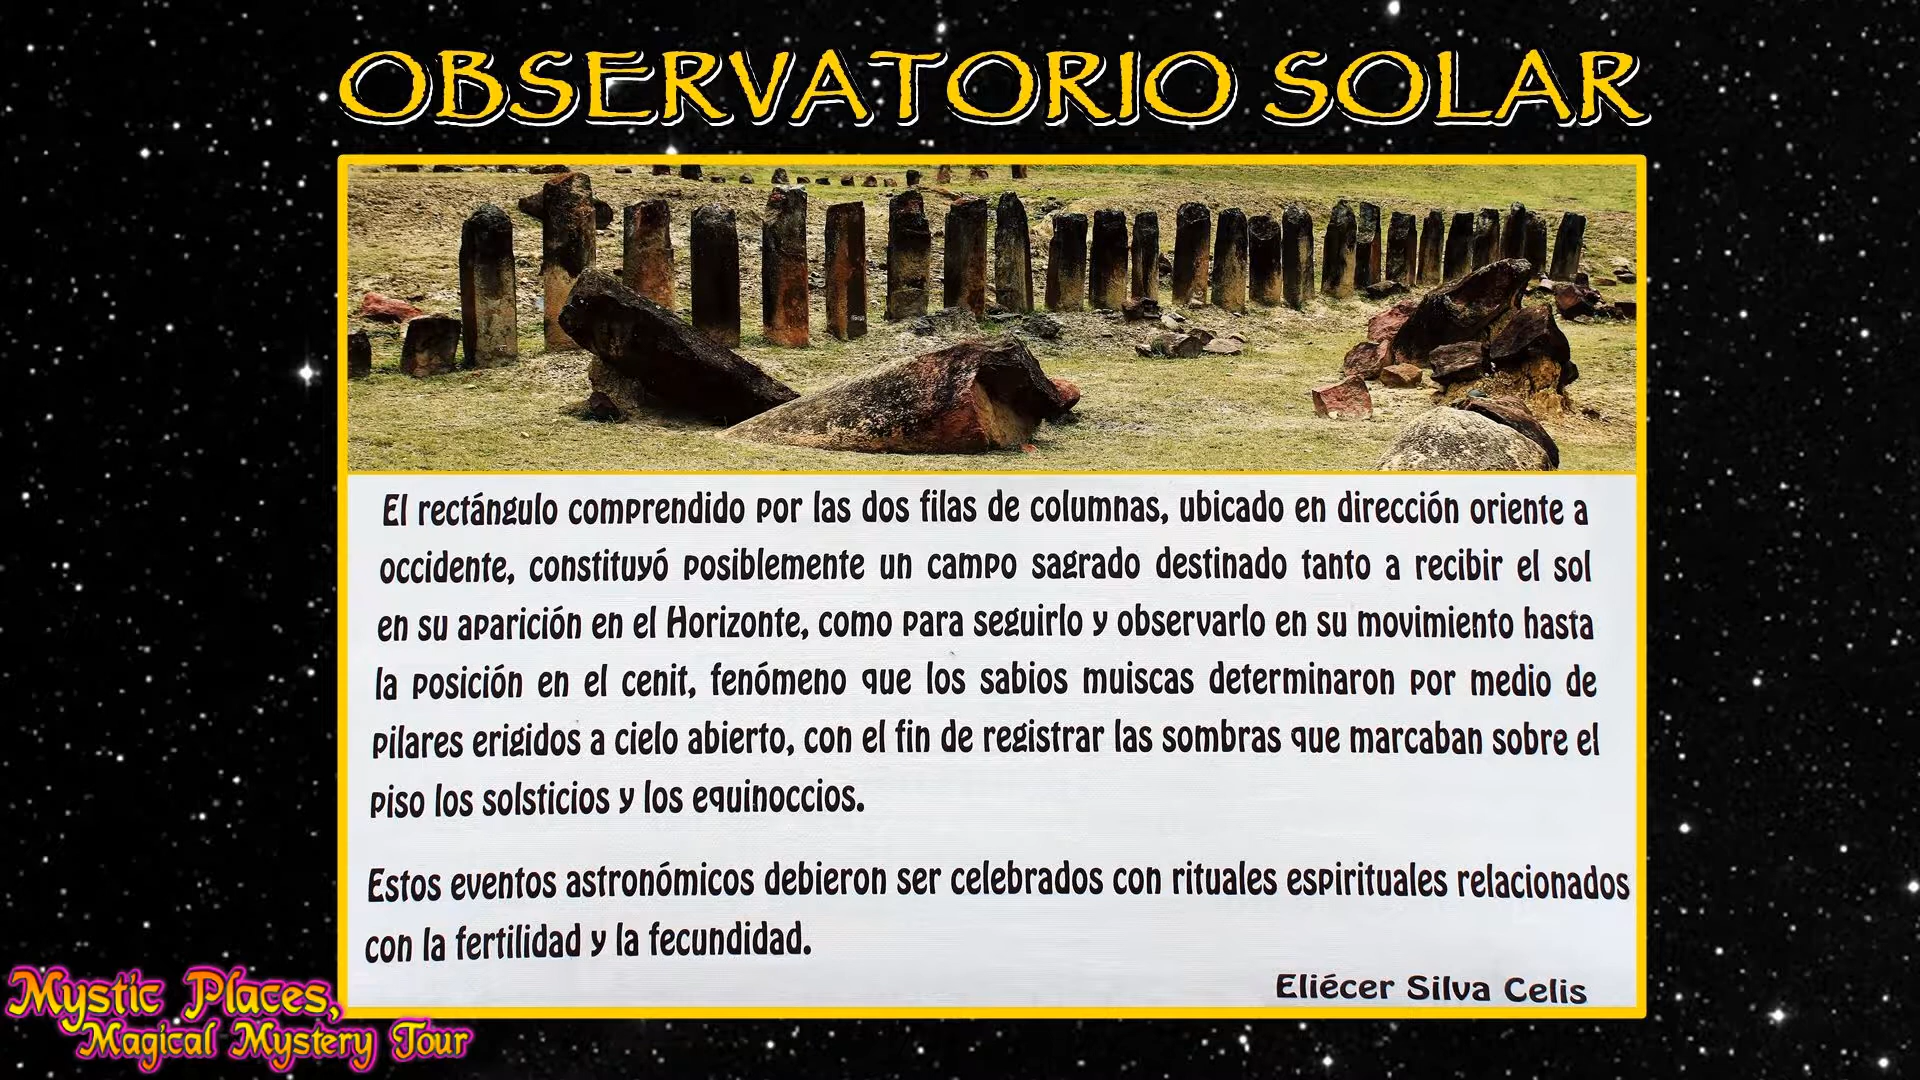 OBSERVATORIO SOLAR
El rectángulo comprendido por las dos filas de columnas, ubicado en dirección oriente a
occidente, constituyó posiblemente un campo sagrado destinado tanto a recibir el sol
en su aparición en el Horizonte, como para seguirlo y observarlo en su movimiento hasta
la posición en el cenit, fenómeno que los sabios muiscas determinaron por medio de
pilares erigidos a cielo abierto, con el fin de registrar las sombras que marcaban sobre el
piso los solsticios y los equinoccios.
Estos eventos astronómicos debieron ser celebrados con rituales espirituales relacionados
con la fertilidad y la fecundidad.
Eliécer Silva Celis
Mystic Places,
Magical Mystery Tour